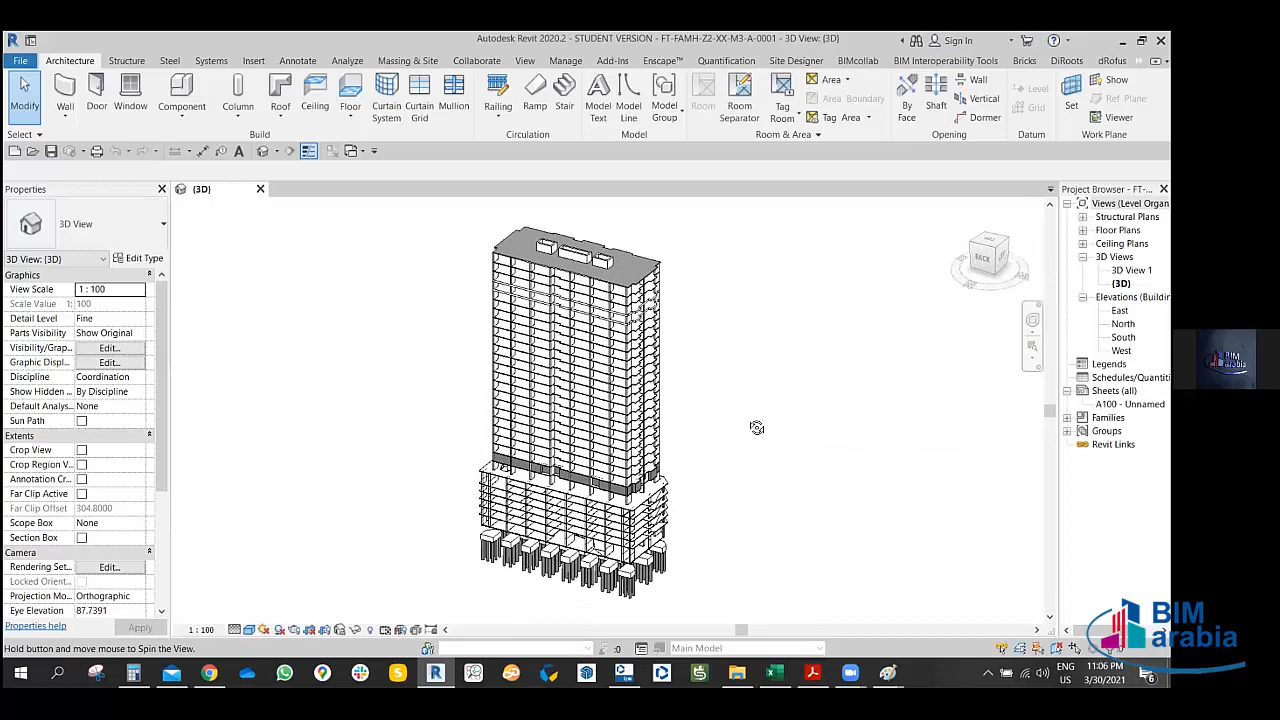 Autodesk Revit 2020.2 - STUDENT VERSION - FT-FAMH-Z2-XX-M3-A-0001 - 3D View: {3D}
Sign In
File Architecture Structure Steel Systems Insert Annotate Analyze Massing & Site Collaborate View Manage Add-Ins Enscape™ Quantification Site Designer BIMcollab BIM Interoperability Tools Bricks DiRoots dRofus
Modify Wall Door Window Component Column Roof Ceiling Floor Curtain System Curtain Grid Mullion Railing Ramp Stair Model Text Model Line Model Group Room Room Separator Tag Room
Area
Area Boundary
Tag Area
By Face Shaft
Wall
Vertical
Dormer
Level
Grid
Set
Show
Ref Plane
Viewer
Select Build Circulation Model Room & Area Opening Datum Work Plane
Properties
{3D}
3D View
3D View: {3D} Edit Type
Graphics
View Scale 1 : 100
Scale Value 1: 100
Detail Level Fine
Parts Visibility Show Original
Visibility/Grap... Edit...
Graphic Displ... Edit...
Discipline Coordination
Show Hidden ... By Discipline
Default Analys... None
Sun Path
Extents
Crop View
Crop Region V...
Annotation Cr...
Far Clip Active
Far Clip Offset 304.8000
Scope Box None
Section Box
Camera
Rendering Set... Edit...
Locked Orient...
Projection Mo... Orthographic
Eye Elevation 87.7391
Properties help Apply
BACK
Project Browser - FT-...
Views (Level Organ
Structural Plans
Floor Plans
Ceiling Plans
3D Views
3D View 1
{3D}
Elevations (Buildin
East
North
South
West
Legends
Schedules/Quantiti
Sheets (all)
A100 - Unnamed
Families
Groups
Revit Links
1 : 100
Hold button and move mouse to Spin the View.
:0
Main Model
ENG
US
11:06 PM
3/30/2021
6
BIM
arabia
BIM
arabia